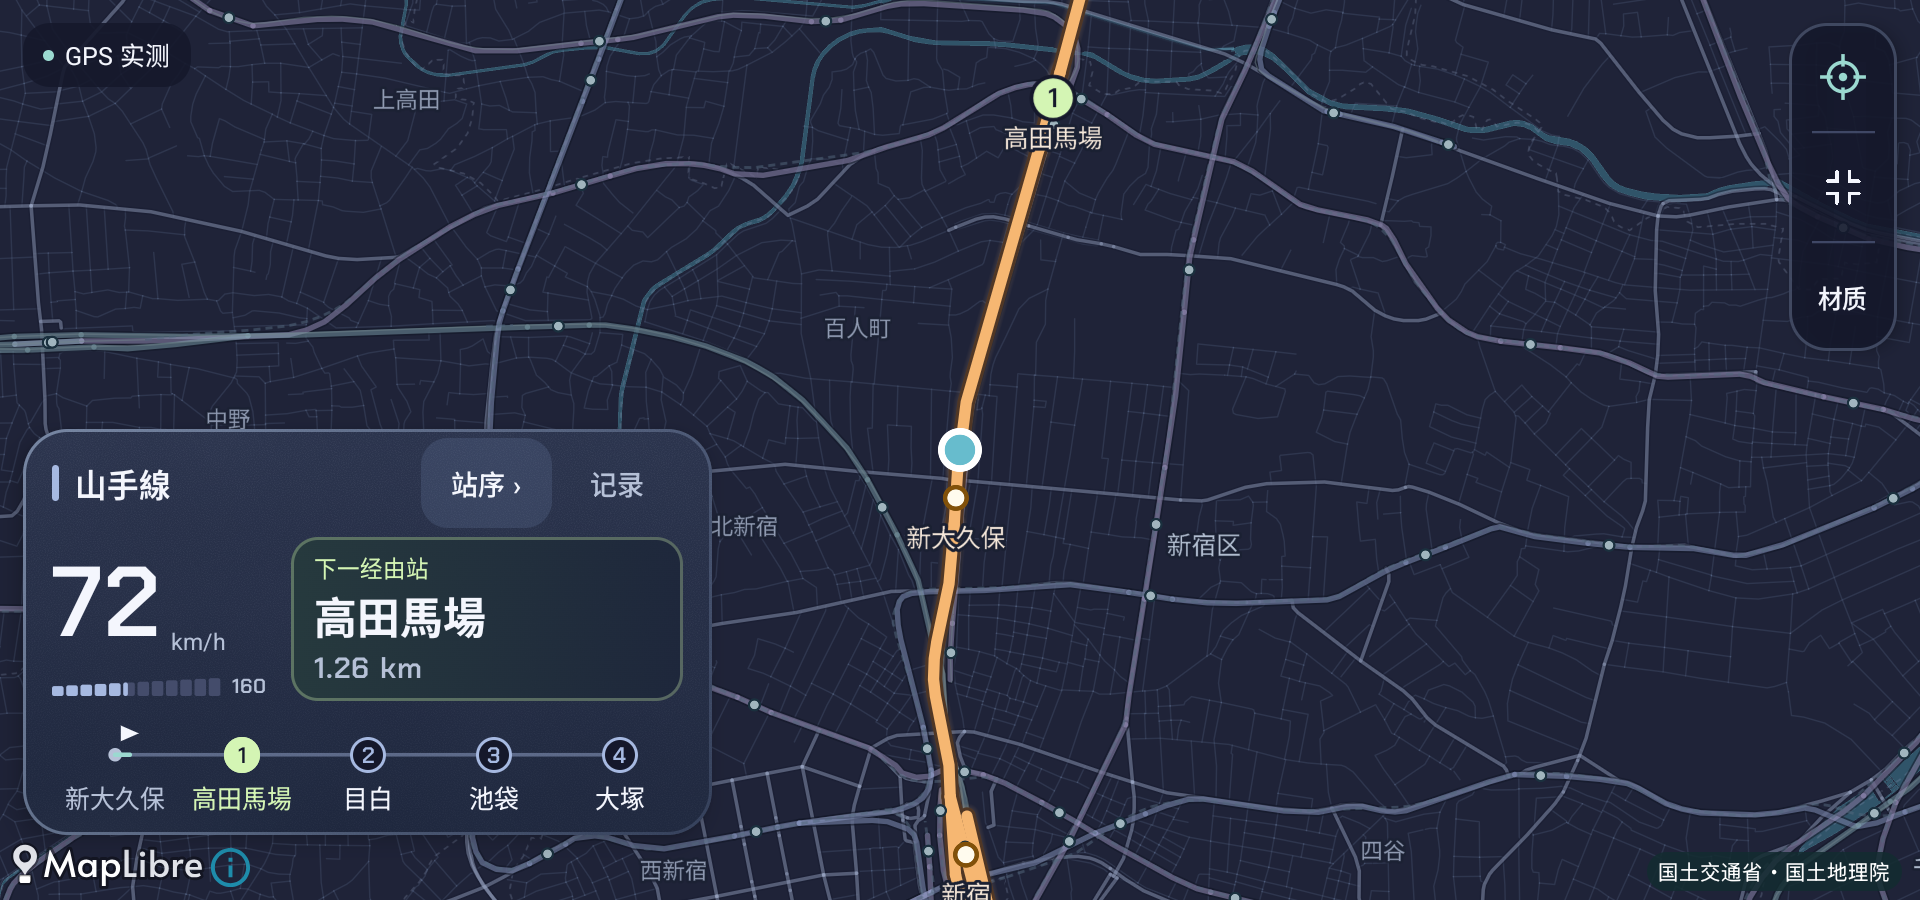 GPS 实测
上高田
1
高田馬場
材质
百人町
中野
山手線
站序 ›
记录
北新宿
新大久保
新宿区
72
km/h
160
下一经由站
高田馬場
1.26 km
1
2
3
4
新大久保
高田馬場
目白
池袋
大塚
MapLibre
西新宿
新宿
四谷
国土交通省・国土地理院